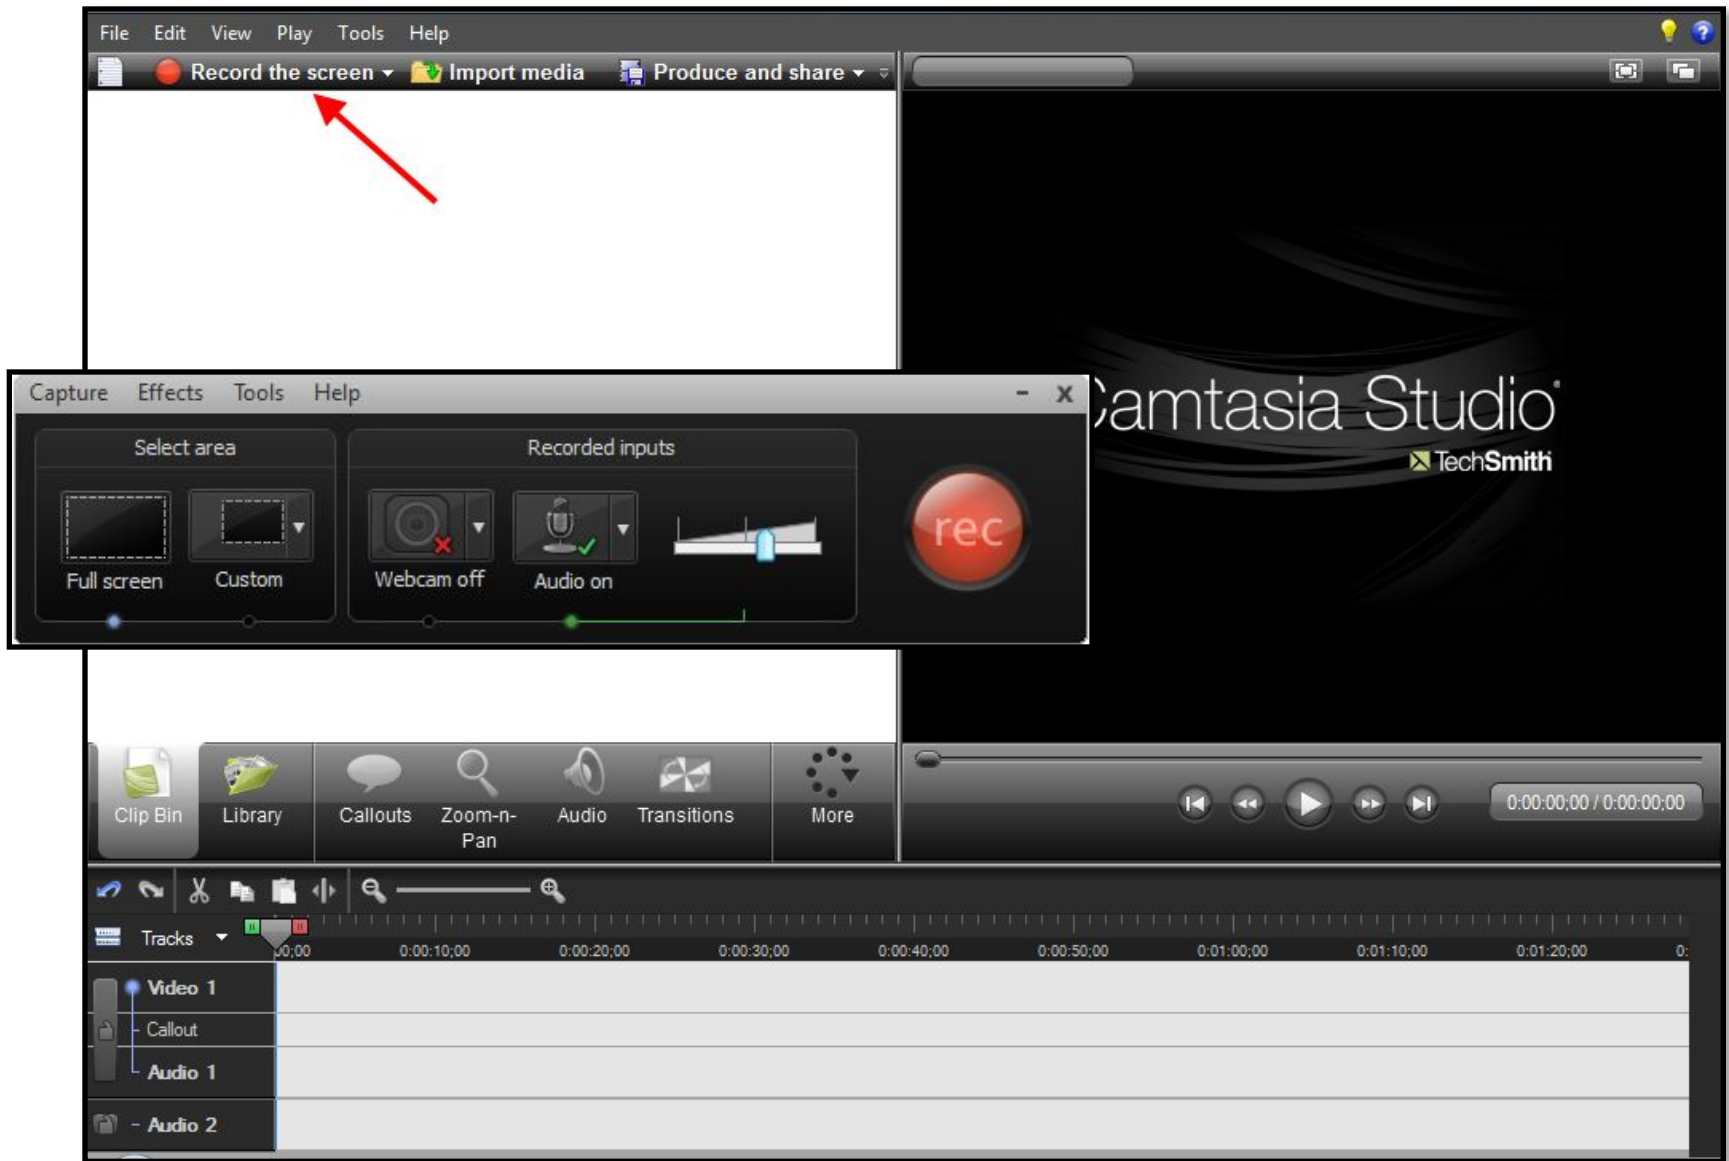 File Edit View Play Tools Help
Record the screen Import media Produce and share
Capture Effects Tools Help
Select area
Recorded inputs
Full screen
Custom
Webcam off
Audio on
rec
amtasia Studio
TechSmith
Clip Bin
Library
Callouts
Zoom-n-
Pan
Audio
Transitions
More
0:00:00;00 / 0:00:00;00
Tracks
00;00 0:00:10;00 0:00:20;00 0:00:30;00 0:00:40;00 0:00:50;00 0:01:00;00 0:01:10;00 0:01:20;00 0:
Video 1
Callout
Audio 1
Audio 2